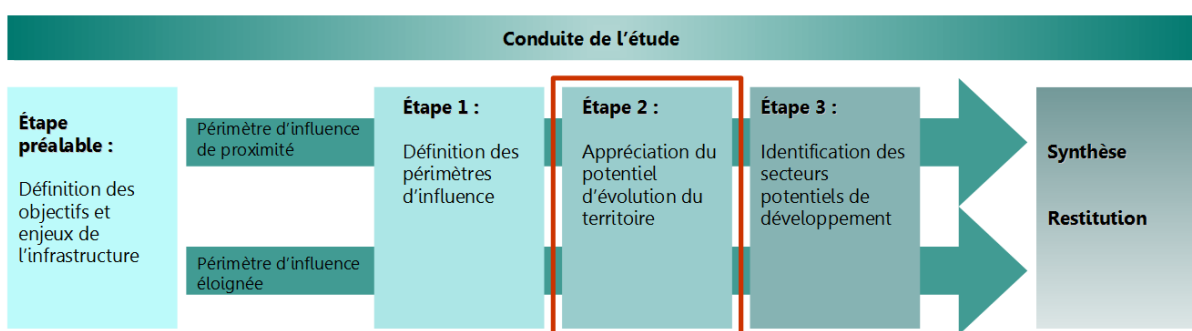 Conduite de l'étude
Étape
préalable :
Définition des
objectifs et
enjeux de
l'infrastructure
Périmètre d'influence
de proximité
Périmètre d'influence
éloignée
Étape 1 :
Définition des
périmètres
d'influence
Étape 2 :
Appréciation du
potentiel
d'évolution du
territoire
Étape 3 :
Identification des
secteurs
potentiels de
développement
Synthèse
Restitution